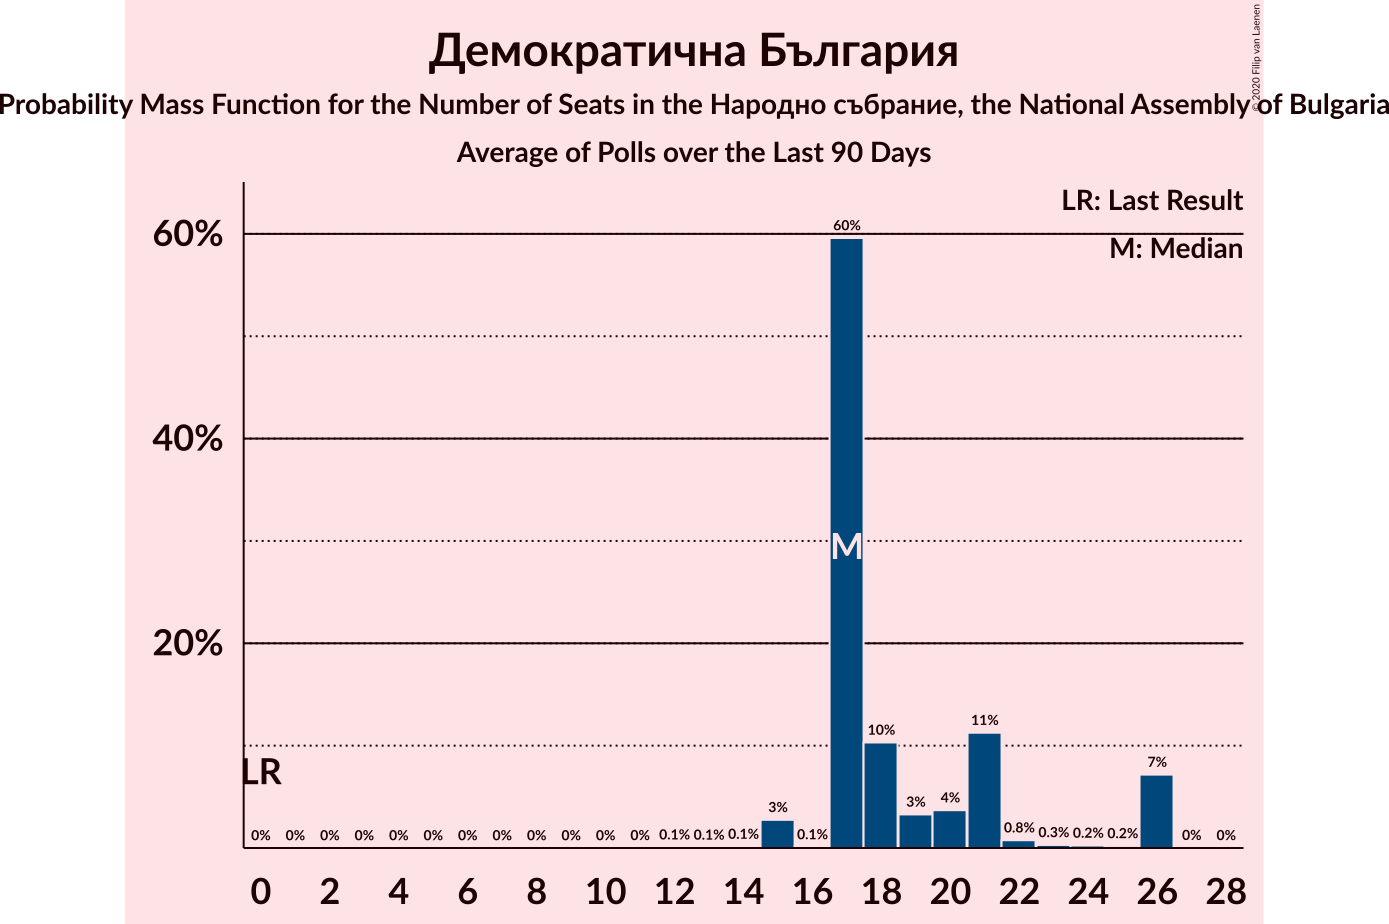 Демократична България
Probability Mass Function for the Number of Seats in the Народно събрание, the National Assembly of Bulgaria
Average of Polls over the Last 90 Days
© 2020 Filip van Laenen
LR: Last Result
M: Median
60%
40%
20%
60%
M
LR
0% 0% 0% 0% 0% 0% 0% 0% 0% 0% 0% 0% 0.1% 0.1% 0.1% 3% 0.1% 10% 3% 4% 11% 0.8% 0.3% 0.2% 0.2% 7% 0% 0%
0 2 4 6 8 10 12 14 16 18 20 22 24 26 28